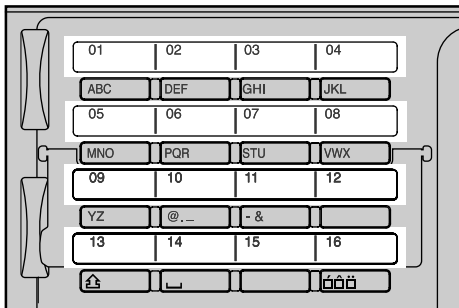 01 02 03 04
ABC DEF GHI JKL
05 06 07 08
MNO PQR STU VWX
09 10 11 12
YZ @._ - &
13 14 15 16
óôö